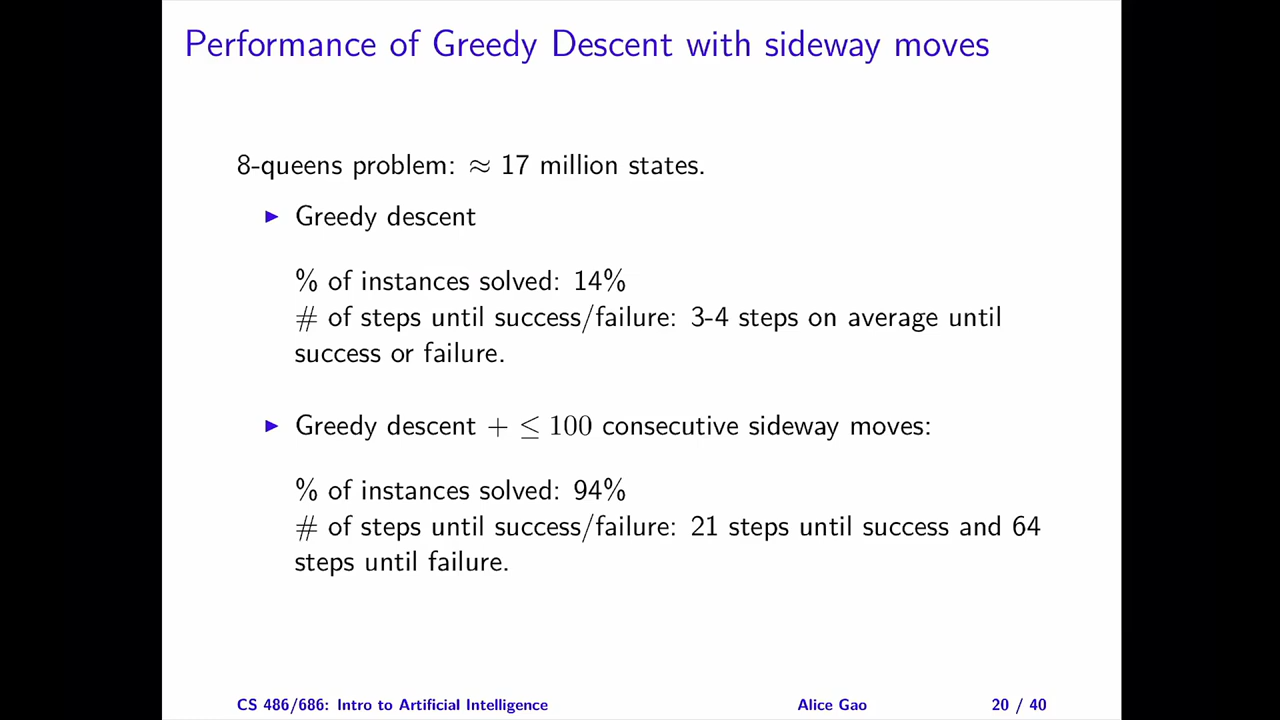 Performance of Greedy Descent with sideway moves
8-queens problem: ≈ 17 million states.
▶ Greedy descent
% of instances solved: 14%
# of steps until success/failure: 3-4 steps on average until
success or failure.
▶ Greedy descent + ≤ 100 consecutive sideway moves:
% of instances solved: 94%
# of steps until success/failure: 21 steps until success and 64
steps until failure.
CS 486/686: Intro to Artificial Intelligence Alice Gao 20 / 40